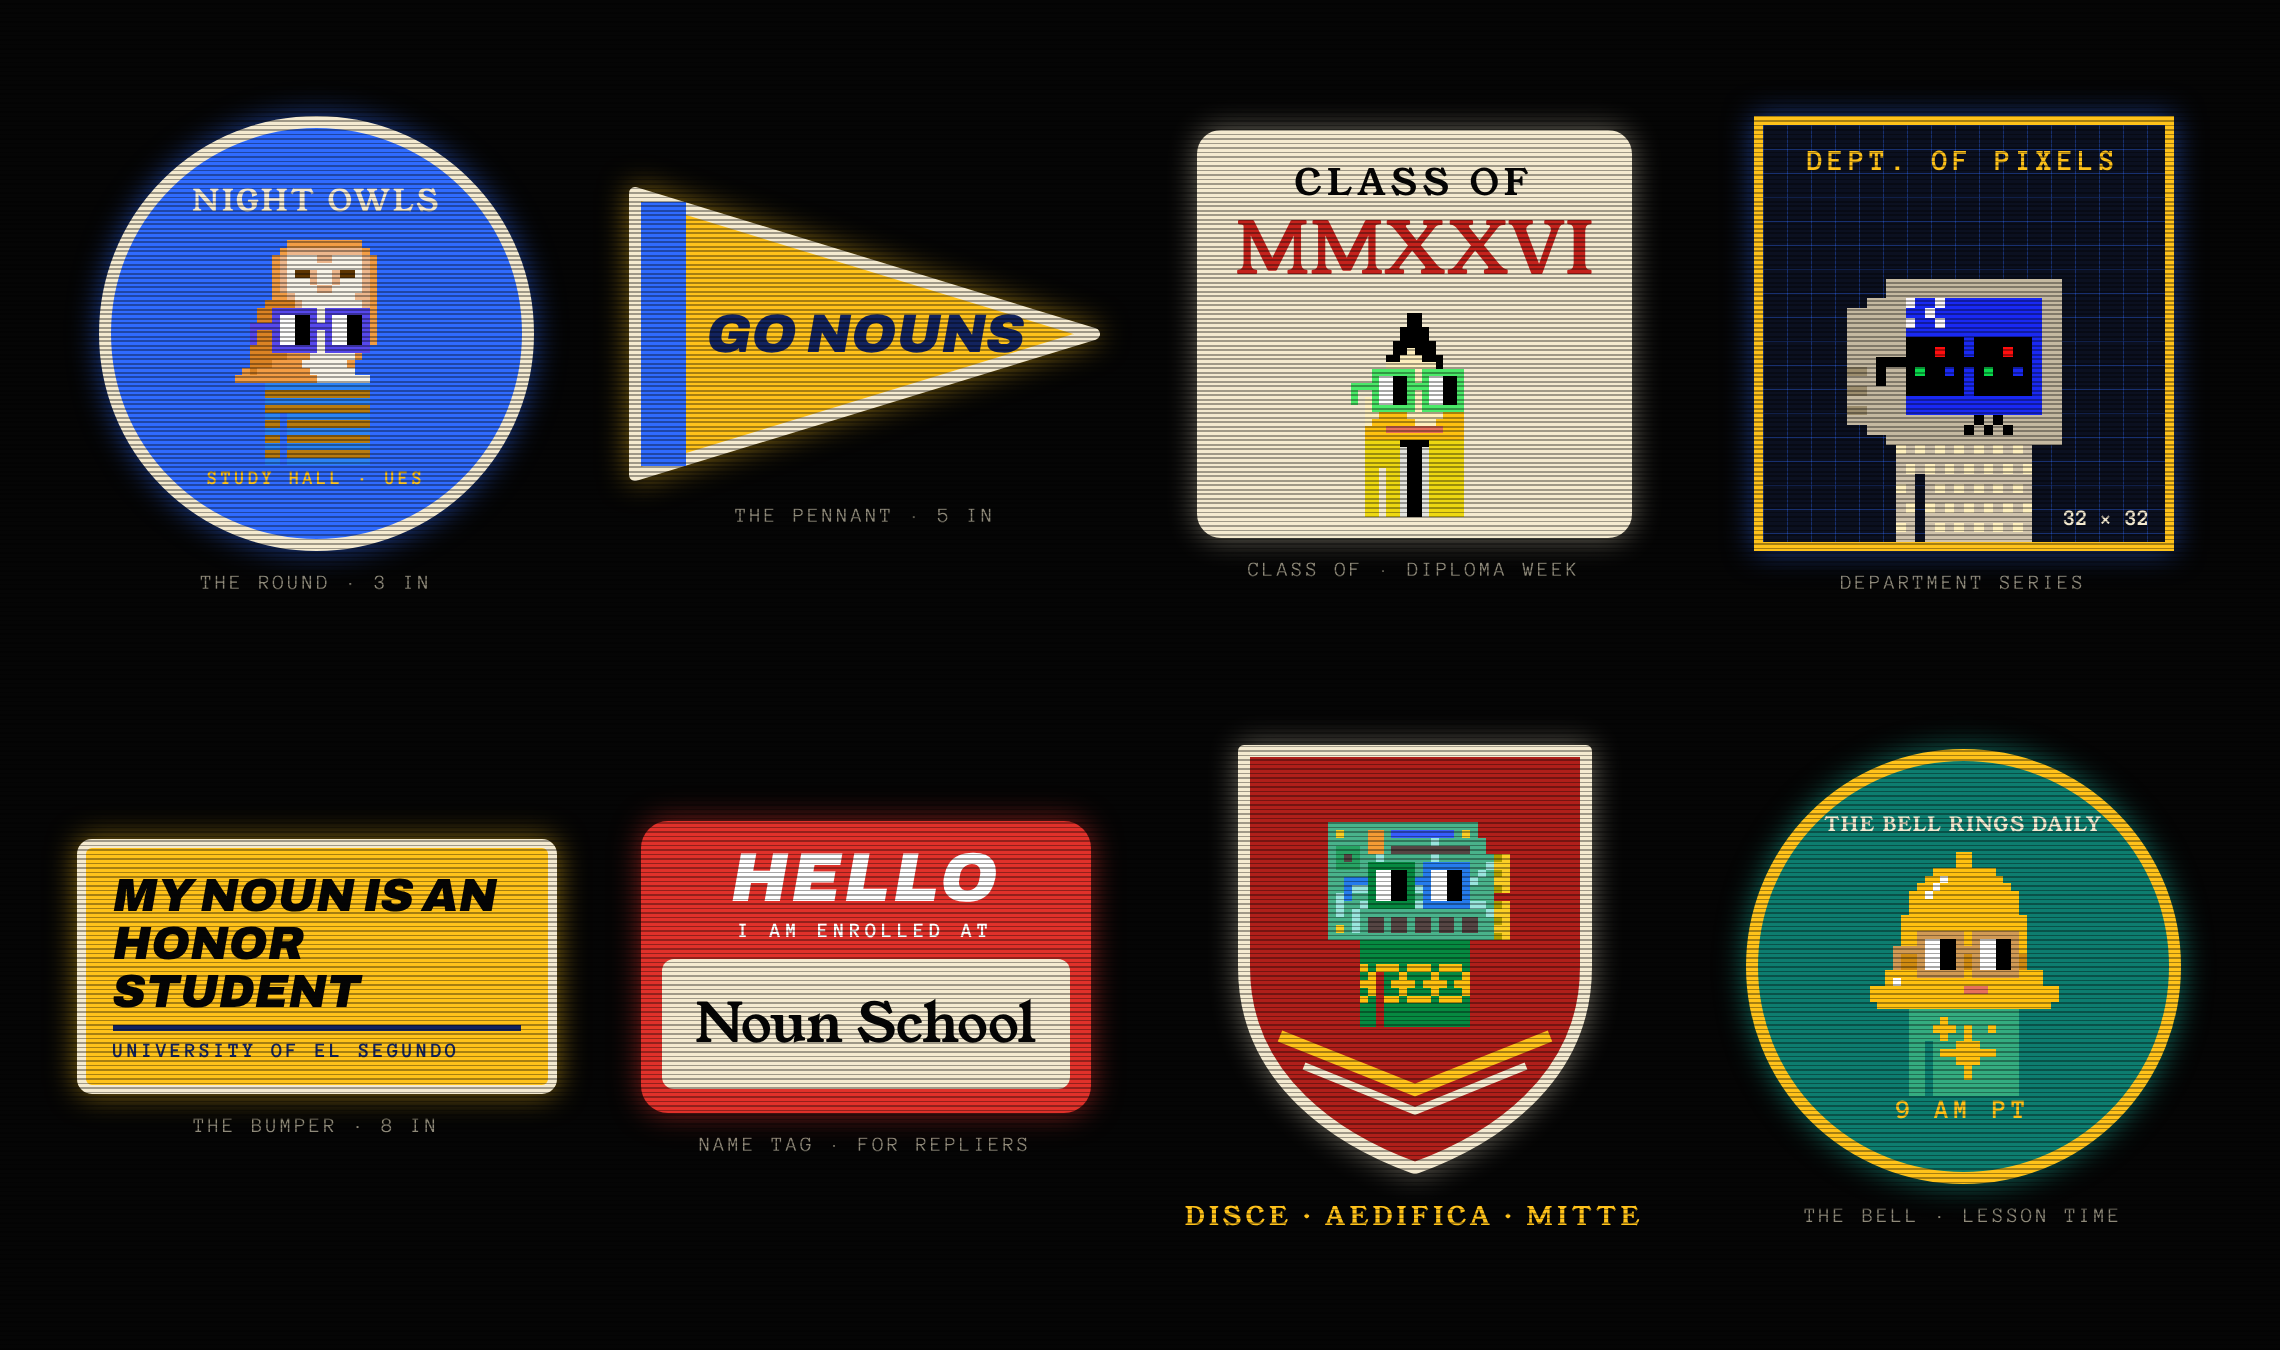 NIGHT OWLS
STUDY HALL · UES
THE ROUND · 3 IN
GO NOUNS
THE PENNANT · 5 IN
CLASS OF
MMXXVI
CLASS OF · DIPLOMA WEEK
DEPT. OF PIXELS
32 × 32
DEPARTMENT SERIES
MY NOUN IS AN
HONOR
STUDENT
UNIVERSITY OF EL SEGUNDO
THE BUMPER · 8 IN
HELLO
I AM ENROLLED AT
Noun School
NAME TAG · FOR REPLIERS
DISCE · AEDIFICA · MITTE
THE BELL RINGS DAILY
9 AM PT
THE BELL · LESSON TIME